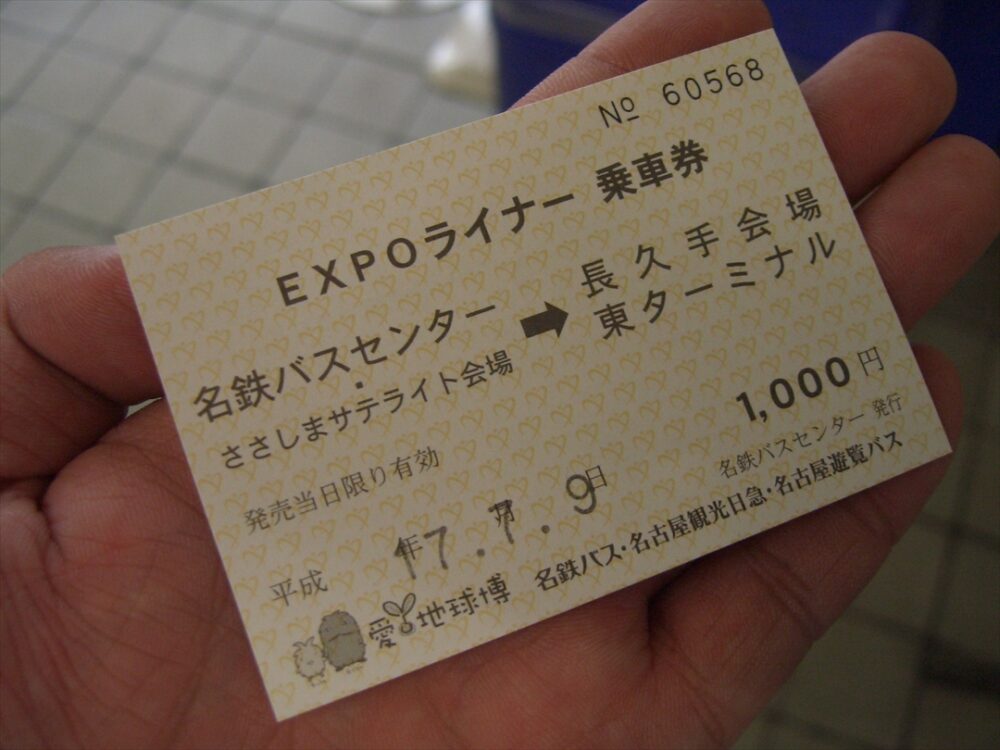 № 60568
EXPOライナー 乗車券
名鉄バスセンター
・
ささしまサテライト会場
長久手会場
東ターミナル
1,000円
発売当日限り有効
名鉄バスセンター 発行
平成 年 月 日
17.7.9
愛・地球博
名鉄バス・名古屋観光日急・名古屋遊覧バス